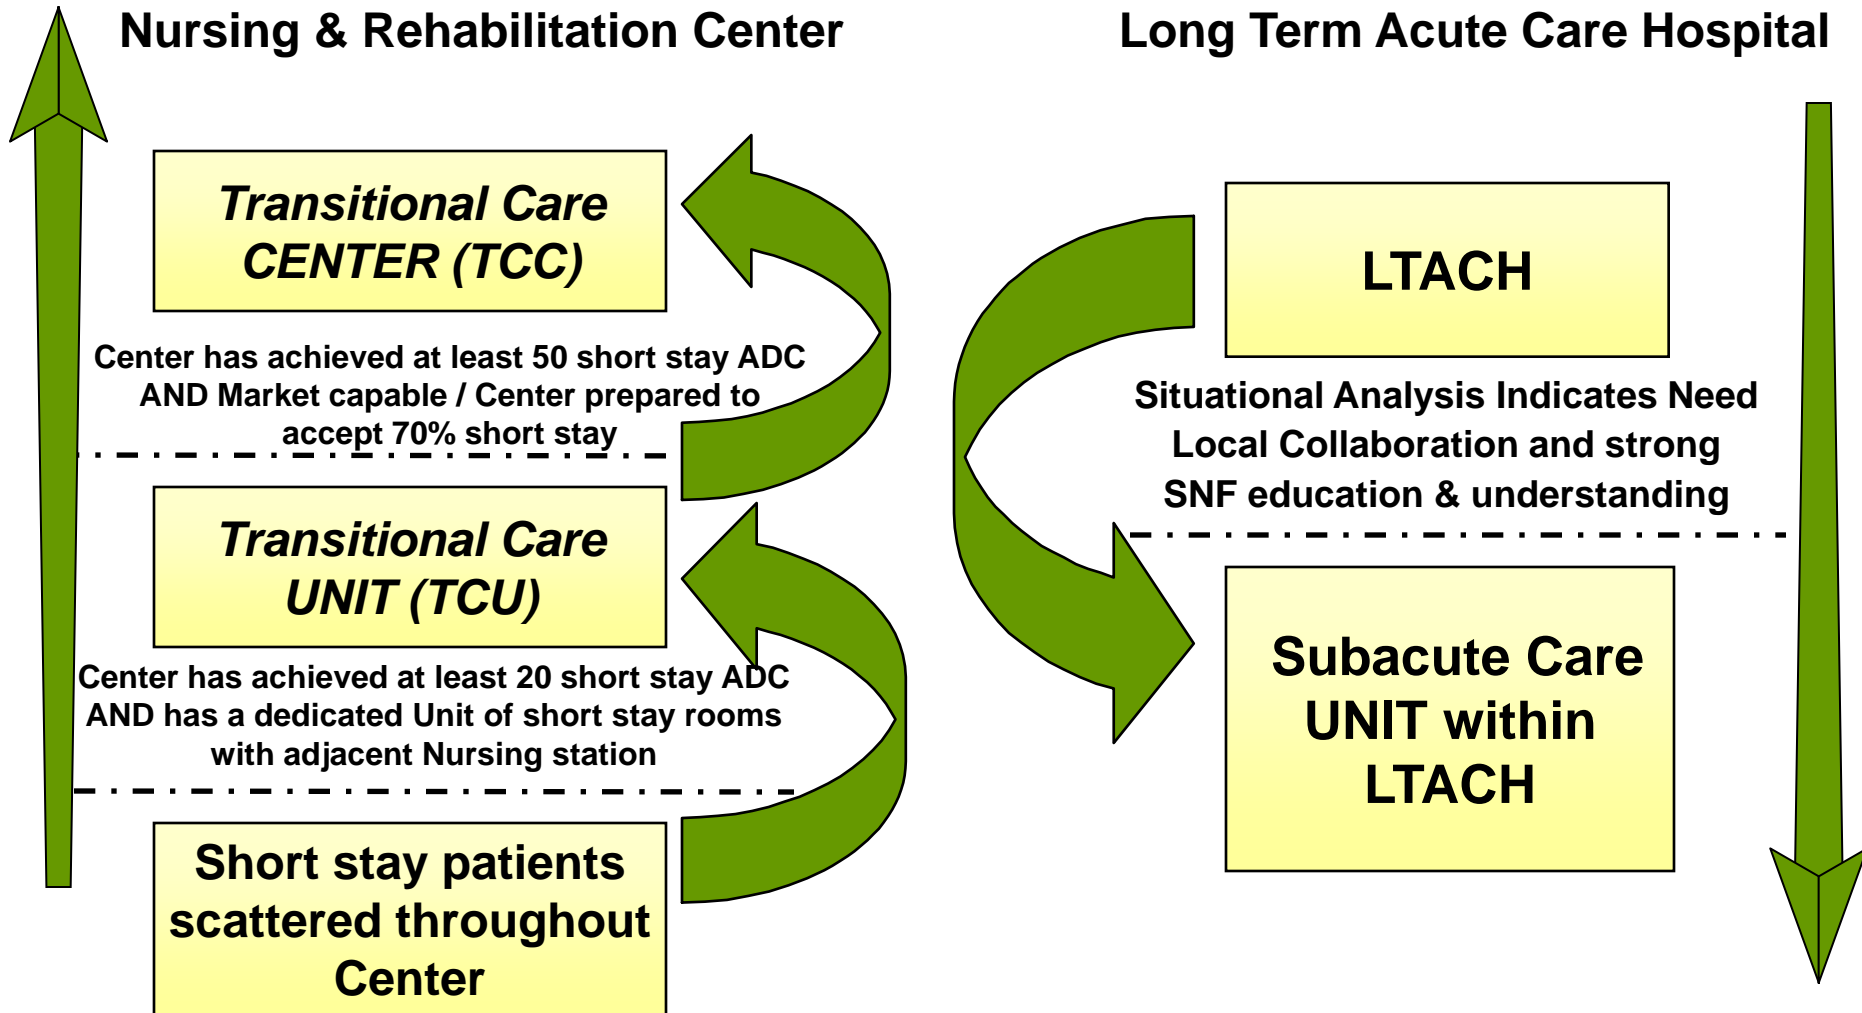 Nursing & Rehabilitation Center
Transitional Care
CENTER (TCC)
Center has achieved at least 50 short stay ADC
AND Market capable / Center prepared to
accept 70% short stay
Transitional Care
UNIT (TCU)
Center has achieved at least 20 short stay ADC
AND has a dedicated Unit of short stay rooms
with adjacent Nursing station
Short stay patients
scattered throughout
Center
Long Term Acute Care Hospital
LTACH
Situational Analysis Indicates Need
Local Collaboration and strong
SNF education & understanding
Subacute Care
UNIT within
LTACH